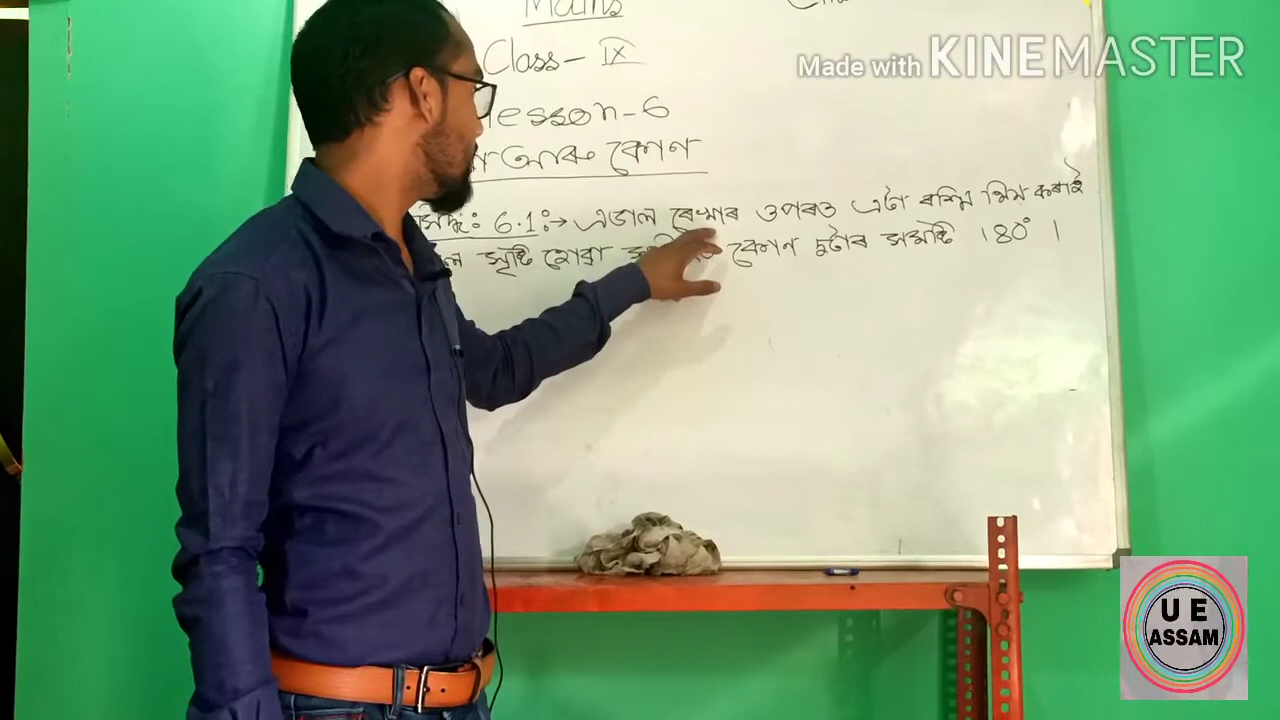 Maths
Made with KINEMASTER
Class - IX
Lesson - 6
আৰু কোণ
6.1 :→ এডাল ৰেখাৰ ওপৰত এটা ৰশ্মি থিয় কৰাই
সৃষ্টি হোৱা কোণ দুটাৰ সমষ্টি 180° ।
U E
ASSAM